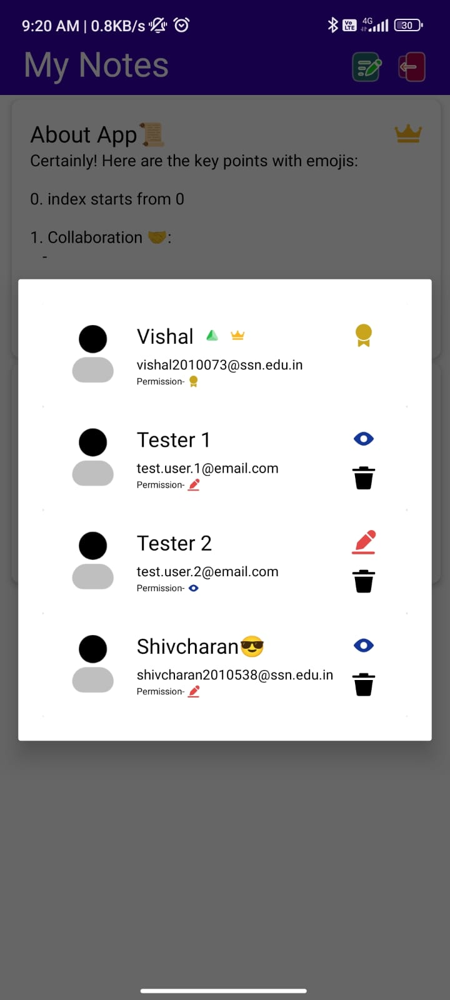 9:20 AM | 0.8KB/s
Vo LTE 4G 30
My Notes
About App📜
Certainly! Here are the key points with emojis:
0. index starts from 0
1. Collaboration 🤝:
-
Vishal
vishal2010073@ssn.edu.in
Permission-
Tester 1
test.user.1@email.com
Permission-
Tester 2
test.user.2@email.com
Permission-
Shivcharan😎
shivcharan2010538@ssn.edu.in
Permission-